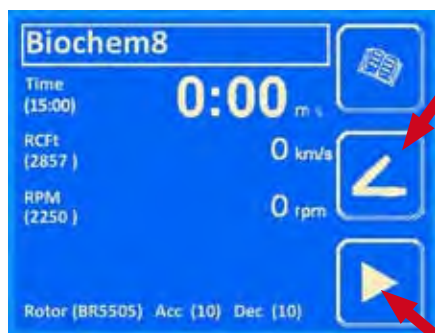 Biochem8
Time
(15:00)
0:00 m s
RCFt
(2857 )
0 km/s
RPM
(2250 )
0 rpm
Rotor (BR5505) Acc (10) Dec (10)